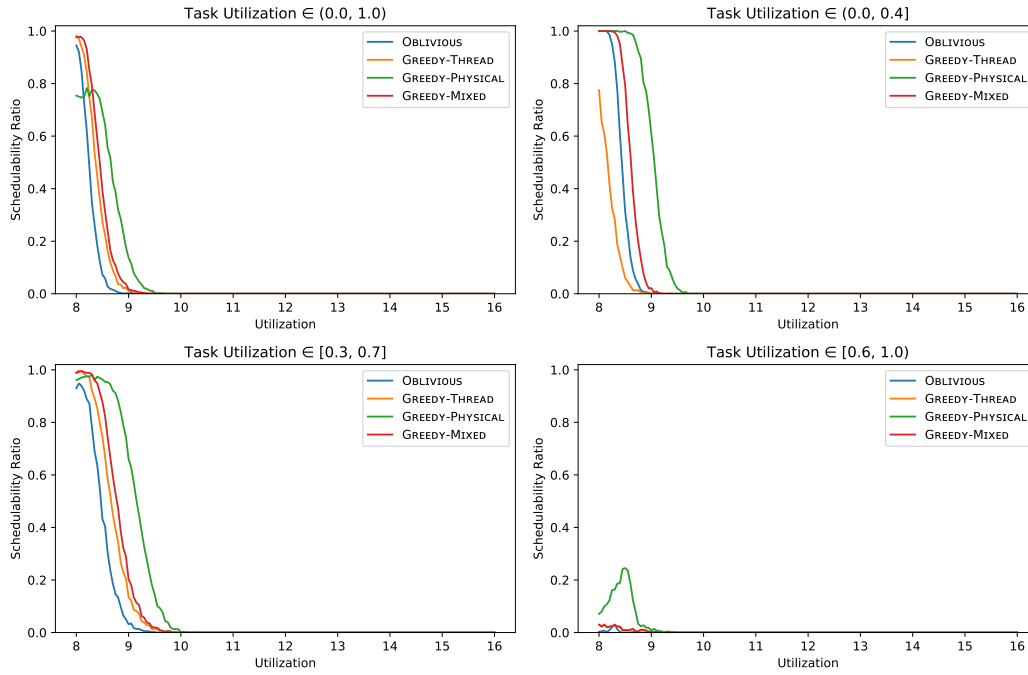 Task Utilization ∈ (0.0, 1.0)
1.0
0.8
0.6
0.4
0.2
0.0
Schedulability Ratio
Oblivious
Greedy-Thread
Greedy-Physical
Greedy-Mixed
8 9 10 11 12 13 14 15 16
Utilization
Task Utilization ∈ (0.0, 0.4]
1.0
0.8
0.6
0.4
0.2
0.0
Schedulability Ratio
Oblivious
Greedy-Thread
Greedy-Physical
Greedy-Mixed
8 9 10 11 12 13 14 15 16
Utilization
Task Utilization ∈ [0.3, 0.7]
1.0
0.8
0.6
0.4
0.2
0.0
Schedulability Ratio
Oblivious
Greedy-Thread
Greedy-Physical
Greedy-Mixed
8 9 10 11 12 13 14 15 16
Utilization
Task Utilization ∈ [0.6, 1.0)
1.0
0.8
0.6
0.4
0.2
0.0
Schedulability Ratio
Oblivious
Greedy-Thread
Greedy-Physical
Greedy-Mixed
8 9 10 11 12 13 14 15 16
Utilization